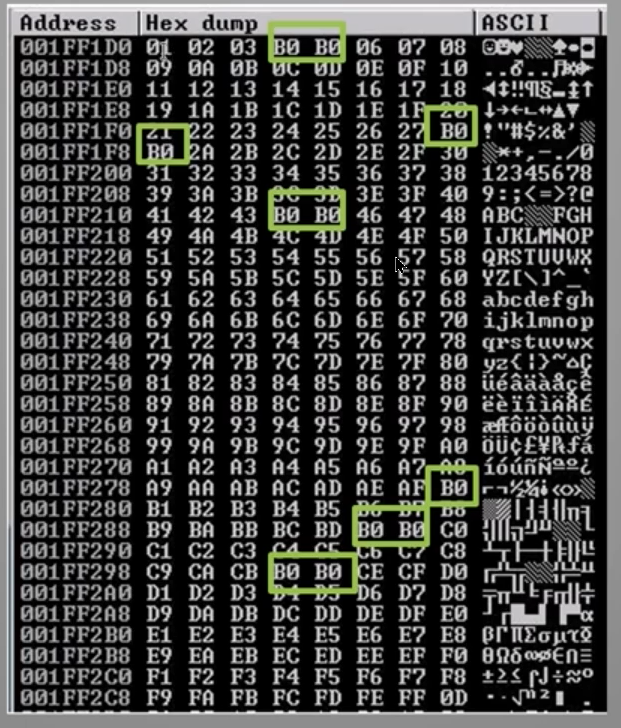 Address Hex dump ASCII
001FF1D0 01 02 03 B0 B0 06 07 08 ☺☻♥░░♠•◘
001FF1D8 09 0A 0B 0C 0D 0E 0F 10 ..♂..♫☼►
001FF1E0 11 12 13 14 15 16 17 18 ◄↕‼¶§▬↨↑
001FF1E8 19 1A 1B 1C 1D 1E 1F 20 ↓→←∟↔▲▼
001FF1F0 21 22 23 24 25 26 27 B0 !"#$%&'░
001FF1F8 B0 2A 2B 2C 2D 2E 2F 30 ░*+,-./0
001FF200 31 32 33 34 35 36 37 38 12345678
001FF208 39 3A 3B 3C 3D 3E 3F 40 9:;<=>?@
001FF210 41 42 43 B0 B0 46 47 48 ABC░░FGH
001FF218 49 4A 4B 4C 4D 4E 4F 50 IJKLMNOP
001FF220 51 52 53 54 55 56 57 58 QRSTUVWX
001FF228 59 5A 5B 5C 5D 5E 5F 60 YZ[\]^_`
001FF230 61 62 63 64 65 66 67 68 abcdefgh
001FF238 69 6A 6B 6C 6D 6E 6F 70 ijklmnop
001FF240 71 72 73 74 75 76 77 78 qrstuvwx
001FF248 79 7A 7B 7C 7D 7E 7F 80 yz{|}~⌂Ç
001FF250 81 82 83 84 85 86 87 88 üéâäàåçê
001FF258 89 8A 8B 8C 8D 8E 8F 90 ëèïîìÄÅÉ
001FF260 91 92 93 94 95 96 97 98 æÆôöòûùÿ
001FF268 99 9A 9B 9C 9D 9E 9F A0 ÖÜ¢£¥₧ƒá
001FF270 A1 A2 A3 A4 A5 A6 A7 A8 íóúñÑªº¿
001FF278 A9 AA AB AC AD AE AF B0 ⌐¬½¼¡«»░
001FF280 B1 B2 B3 B4 B5 B6 B7 B8
001FF288 B9 BA BB BC BD B0 B0 C0
001FF290 C1 C2 C3 C4 C5 C6 C7 C8
001FF298 C9 CA CB B0 B0 CE CF D0
001FF2A0 D1 D2 D3 D4 D5 D6 D7 D8
001FF2A8 D9 DA DB DC DD DE DF E0
001FF2B0 E1 E2 E3 E4 E5 E6 E7 E8 βΓπΣσµτΦ
001FF2B8 E9 EA EB EC ED EE EF F0 ΘΩδ∞φε∩≡
001FF2C0 F1 F2 F3 F4 F5 F6 F7 F8 ±≥≤⌠⌡÷≈°
001FF2C8 F9 FA FB FC FD FE FF 0D ∙·√ⁿ²■ .